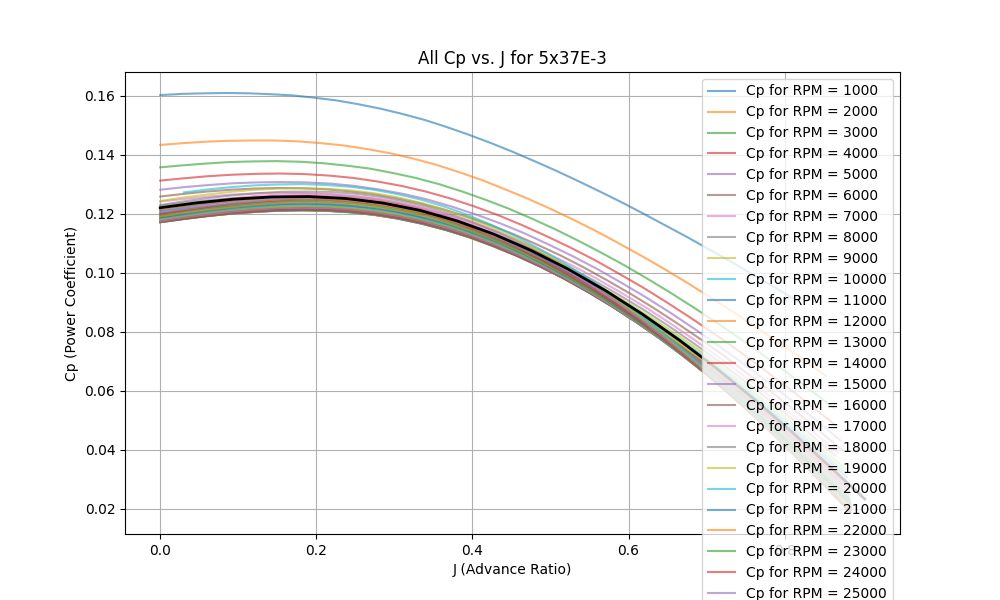 All Cp vs. J for 5x37E-3
Cp (Power Coefficient)
0.16
0.14
0.12
0.10
0.08
0.06
0.04
0.02
0.0 0.2 0.4 0.6 0.8
J (Advance Ratio)
Cp for RPM = 1000
Cp for RPM = 2000
Cp for RPM = 3000
Cp for RPM = 4000
Cp for RPM = 5000
Cp for RPM = 6000
Cp for RPM = 7000
Cp for RPM = 8000
Cp for RPM = 9000
Cp for RPM = 10000
Cp for RPM = 11000
Cp for RPM = 12000
Cp for RPM = 13000
Cp for RPM = 14000
Cp for RPM = 15000
Cp for RPM = 16000
Cp for RPM = 17000
Cp for RPM = 18000
Cp for RPM = 19000
Cp for RPM = 20000
Cp for RPM = 21000
Cp for RPM = 22000
Cp for RPM = 23000
Cp for RPM = 24000
Cp for RPM = 25000